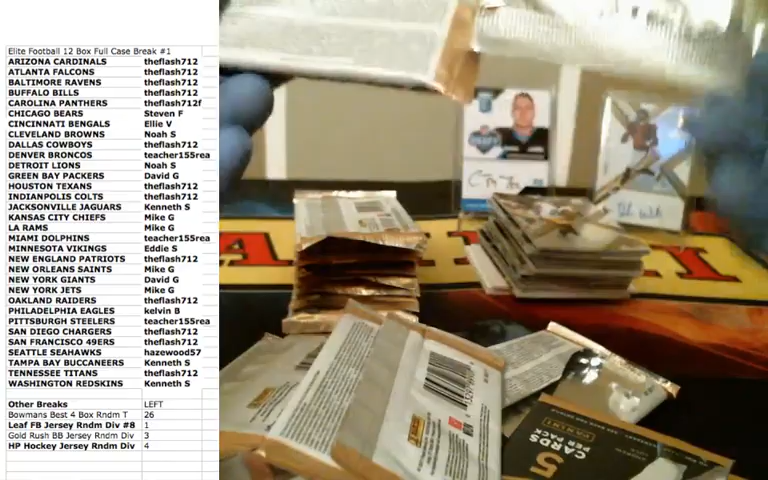 Elite Football 12 Box Full Case Break #1
ARIZONA CARDINALS theflash712
ATLANTA FALCONS theflash712
BALTIMORE RAVENS theflash712
BUFFALO BILLS theflash712
CAROLINA PANTHERS theflash712f
CHICAGO BEARS Steven F
CINCINNATI BENGALS Ellie V
CLEVELAND BROWNS Noah S
DALLAS COWBOYS theflash712
DENVER BRONCOS teacher155rea
DETROIT LIONS Noah S
GREEN BAY PACKERS David G
HOUSTON TEXANS theflash712
INDIANPOLIS COLTS theflash712
JACKSONVILLE JAGUARS Kenneth S
KANSAS CITY CHIEFS Mike G
LA RAMS Mike G
MIAMI DOLPHINS teacher155rea
MINNESOTA VIKINGS Eddie S
NEW ENGLAND PATRIOTS theflash712
NEW ORLEANS SAINTS Mike G
NEW YORK GIANTS David G
NEW YORK JETS Mike G
OAKLAND RAIDERS theflash712
PHILADELPHIA EAGLES kelvin B
PITTSBURGH STEELERS teacher155rea
SAN DIEGO CHARGERS theflash712
SAN FRANCISCO 49ERS theflash712
SEATTLE SEAHAWKS hazewood57
TAMPA BAY BUCCANEERS Kenneth S
TENNESSEE TITANS theflash712
WASHINGTON REDSKINS Kenneth S
Other Breaks LEFT
Bowmans Best 4 Box Rndm T 26
Leaf FB Jersey Rndm Div #8 1
Gold Rush BB Jersey Rndm Div 3
HP Hockey Jersey Rndm Div 4
5 CARDS PER PACK
PANINI